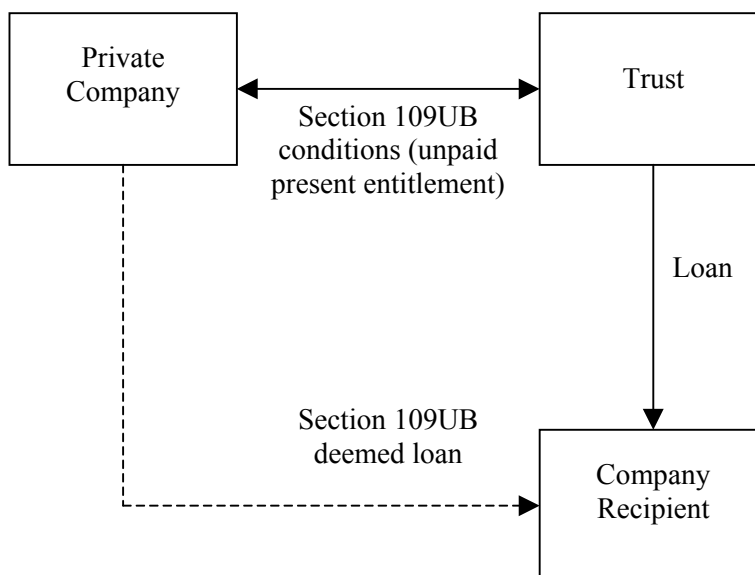 Private
Company
Trust
Section 109UB
conditions (unpaid
present entitlement)
Loan
Section 109UB
deemed loan
Company
Recipient